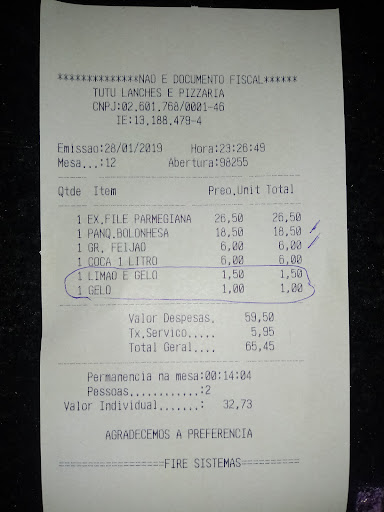 **************NAO E DOCUMENTO FISCAL******
TUTU LANCHES E PIZZARIA
CNPJ:02.601.768/0001-46
IE:13.188.479-4
Emissao:28/01/2019 Hora:23:26:49
Mesa...:12 Abertura:98255
Qtde Item Preo.Unit Total
1 EX.FILE PARMEGIANA 26,50 26,50
1 PANQ.BOLONHESA 18,50 18,50
1 GR. FEIJAO 6,00 6,00
1 COCA 1 LITRO 6,00 6,00
1 LIMAO E GELO 1,50 1,50
1 GELO 1,00 1,00
Valor Despesas. 59,50
Tx.Servico..... 5,95
Total Geral.... 65,45
Permanencia na mesa:00:14:04
Pessoas............:2
Valor Individual.......: 32,73
AGRADECEMOS A PREFERENCIA
==================FIRE SISTEMAS===================